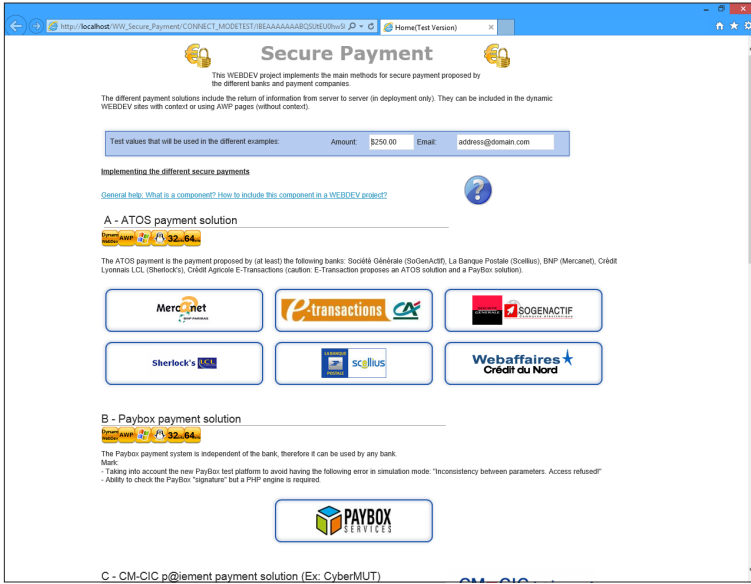 http://localhost/WW_Secure_Payment/CONNECT_MODETEST/
Home(Test Version)
Secure Payment
This WEBDEV project implements the main methods for secure payment proposed by
the different banks and payment companies.
The different payment solutions include the return of information from server to server (in deployment only). They can be included in the dynamic
WEBDEV sites with context or using AWP pages (without context).
Test values that will be used in the different examples: Amount: $250.00 Email: address@domain.com
Implementing the different secure payments
General help: What is a component? How to include this component in a WEBDEV project?
?
A - ATOS payment solution
AWP 32 64
The ATOS payment is the payment proposed by (at least) the following banks: Société Générale (SoGenActif), La Banque Postale (Scellius), BNP (Mercanet), Crédit
Lyonnais LCL (Sherlock's), Crédit Agricole E-Transactions (caution: E-Transaction proposes an ATOS solution and a PayBox solution).
Mercanet
BNP PARIBAS
e-transactions CA
SOCIETE GENERALE
SOGENACTIF
Commerce électronique
Sherlock's LCL
LA BANQUE POSTALE
scellius
Webaffaires
Crédit du Nord
B - Paybox payment solution
AWP 32 64
The Paybox payment system is independent of the bank, therefore it can be used by any bank.
Mark:
- Taking into account the new PayBox test platform to avoid having the following error in simulation mode: "Inconsistency between parameters. Access refused!"
- Ability to check the PayBox "signature" but a PHP engine is required.
PAYBOX
SERVICES
C - CM-CIC p@iement payment solution (Ex: CyberMUT)
CM-CIC